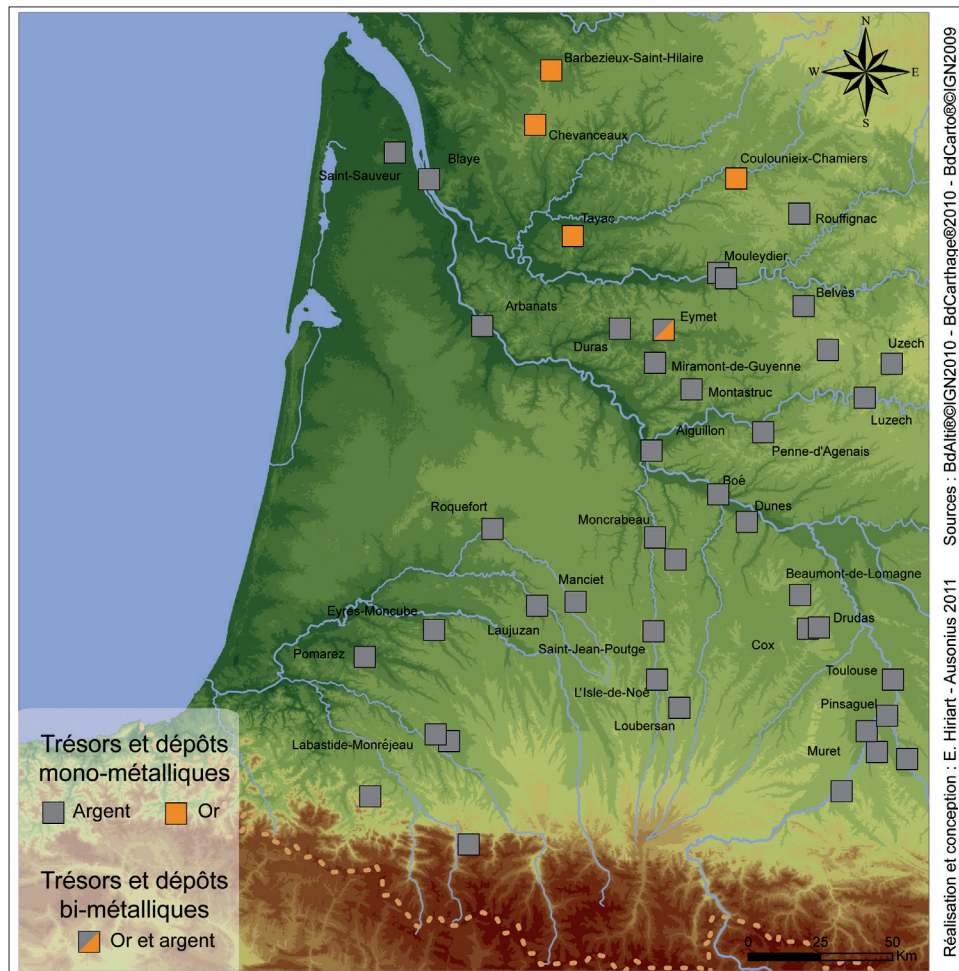 N
W
E
S
Barbezieux-Saint-Hilaire
Chevanceaux
Saint-Sauveur
Blaye
Coulounieix-Chamiers
Rouffignac
Tayac
Mouleydier
Belvès
Arbanats
Eymet
Duras
Uzech
Miramont-de-Guyenne
Montastruc
Luzech
Aiguillon
Penne-d'Agenais
Boé
Dunes
Roquefort
Moncrabeau
Manciet
Beaumont-de-Lomagne
Eyres-Moncube
Laujuzan
Drudas
Saint-Jean-Poutge
Cox
Pomarez
Toulouse
L'Isle-de-Noé
Pinsaguel
Loubersan
Labastide-Monréjeau
Muret
Trésors et dépôts
mono-métalliques
Argent
Or
Trésors et dépôts
bi-métalliques
Or et argent
0 25 50
Km
Réalisation et conception : E. Hiriart - Ausonius 2011 Sources : BdAlti®©IGN2010 - BdCarthage®2010 - BdCarto®©IGN2009